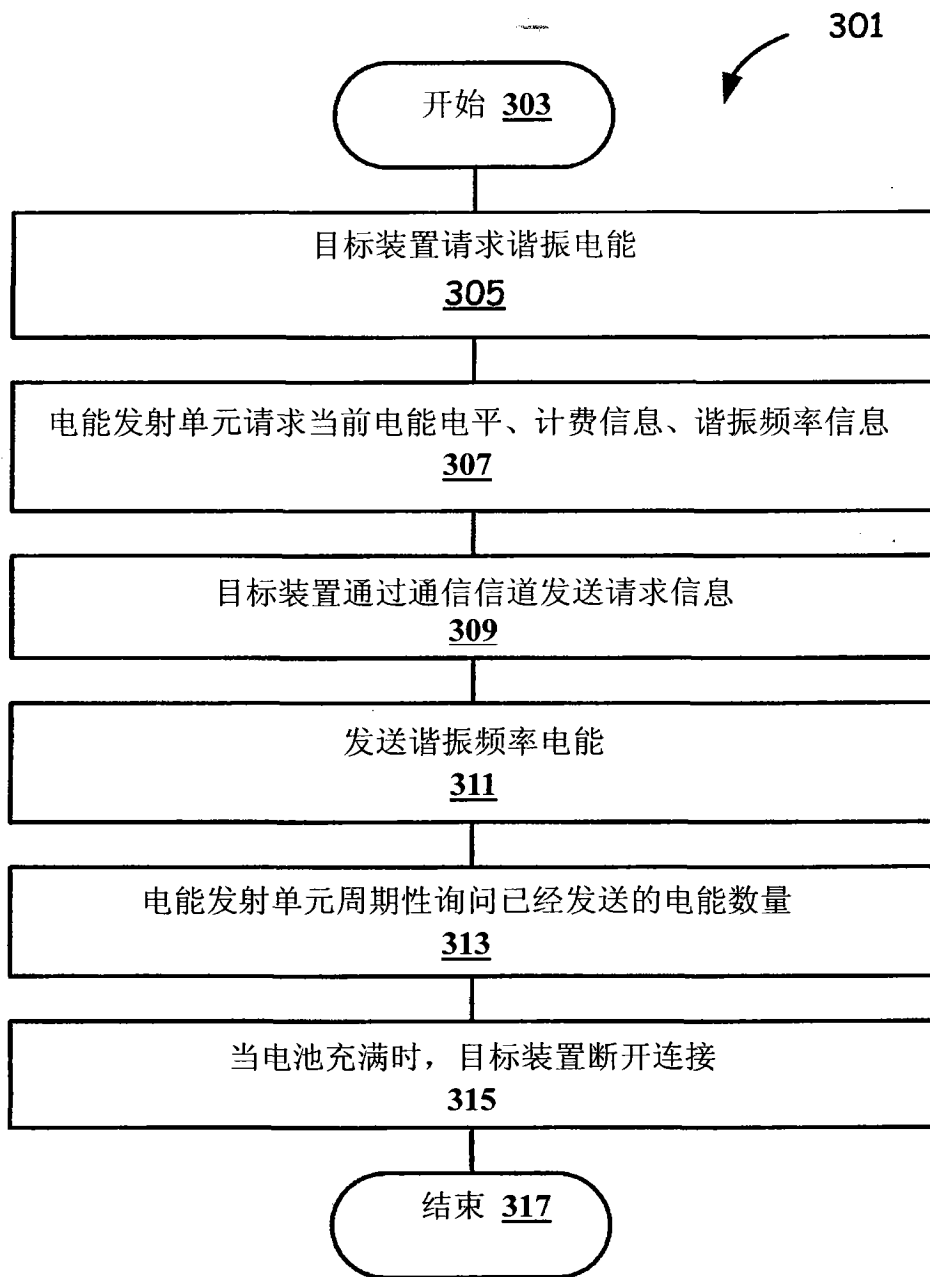 301
开始 303
目标装置请求谐振电能
305
电能发射单元请求当前电能电平、计费信息、谐振频率信息
307
目标装置通过通信信道发送请求信息
309
发送谐振频率电能
311
电能发射单元周期性询问已经发送的电能数量
313
当电池充满时，目标装置断开连接
315
结束 317